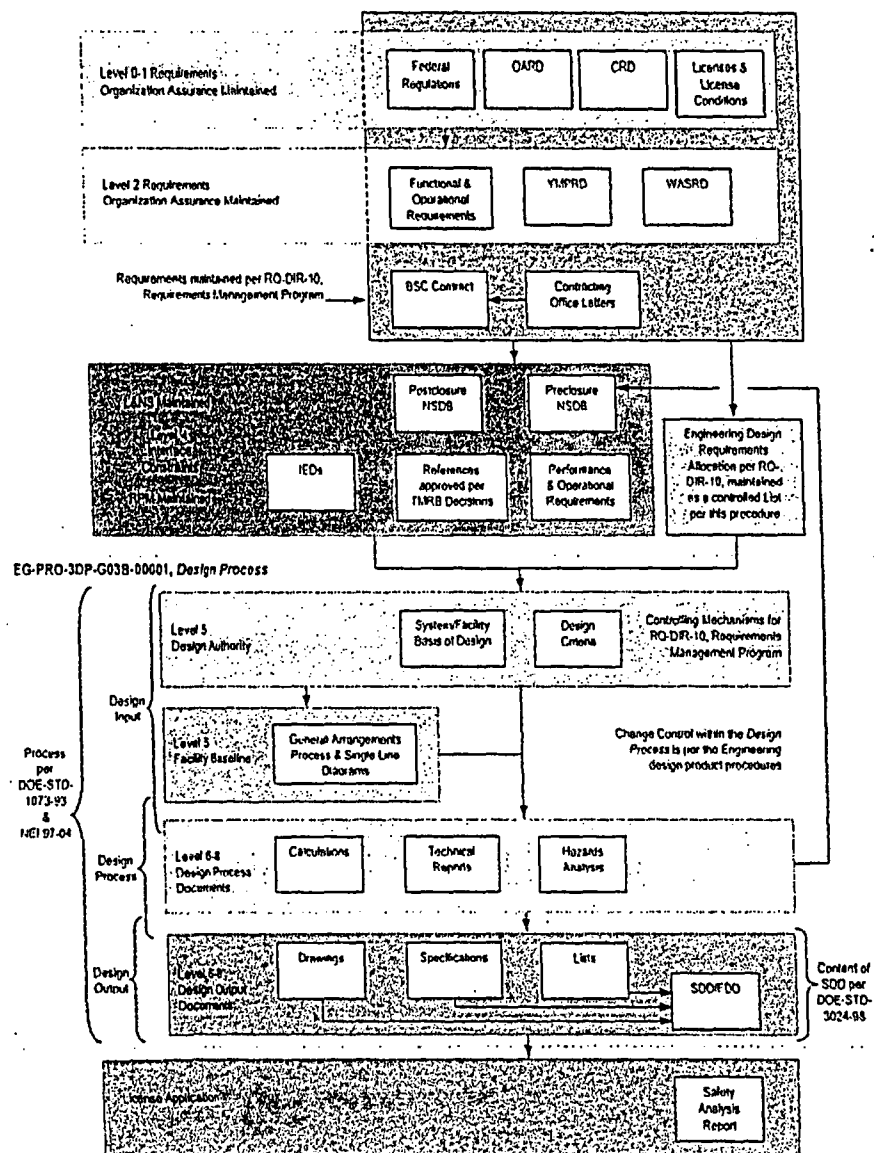 Level 0-1 Requirements
Organization Assurance Maintained
Federal
Regulations
QARD
CRD
Licenses &
License
Conditions
Level 2 Requirements
Organization Assurance Maintained
Functional &
Operational
Requirements
YMPRD
WASRD
Requirements maintained per RO-DIR-10,
Requirements Management Program
BSC Contract
Contracting
Office Letters
Maintained
Postclosure
NSDB
Preclosure
NSDB
Level 4
Interface
Constraints
RPM Maintained
IEDs
References
approved per
TMRB Decisions
Performance
& Operational
Requirements
Engineering Design
Requirements
Allocation per RO-
DIR-10, maintained
as a controlled List
per this procedure
EG-PRO-3DP-G03B-00001, Design Process
Level 5
Design Authority
System/Facility
Basis of Design
Design
Criteria
Controlling Mechanisms for
RO-DIR-10, Requirements
Management Program
Design
Input
Level 5
Facility Baseline
General Arrangements
Process & Single Line
Diagrams
Change Control within the Design
Process is per the Engineering
design product procedures
Process
per
DOE-STD-
1073-93
&
NEI 97-04
Design
Process
Level 6-8
Design Process
Documents
Calculations
Technical
Reports
Hazards
Analysis
Design
Output
Level 6-8
Design Output
Documents
Drawings
Specifications
Lists
SDD/FDD
Content of
SDD per
DOE-STD-
3024-98
License Application
Safety
Analysis
Report